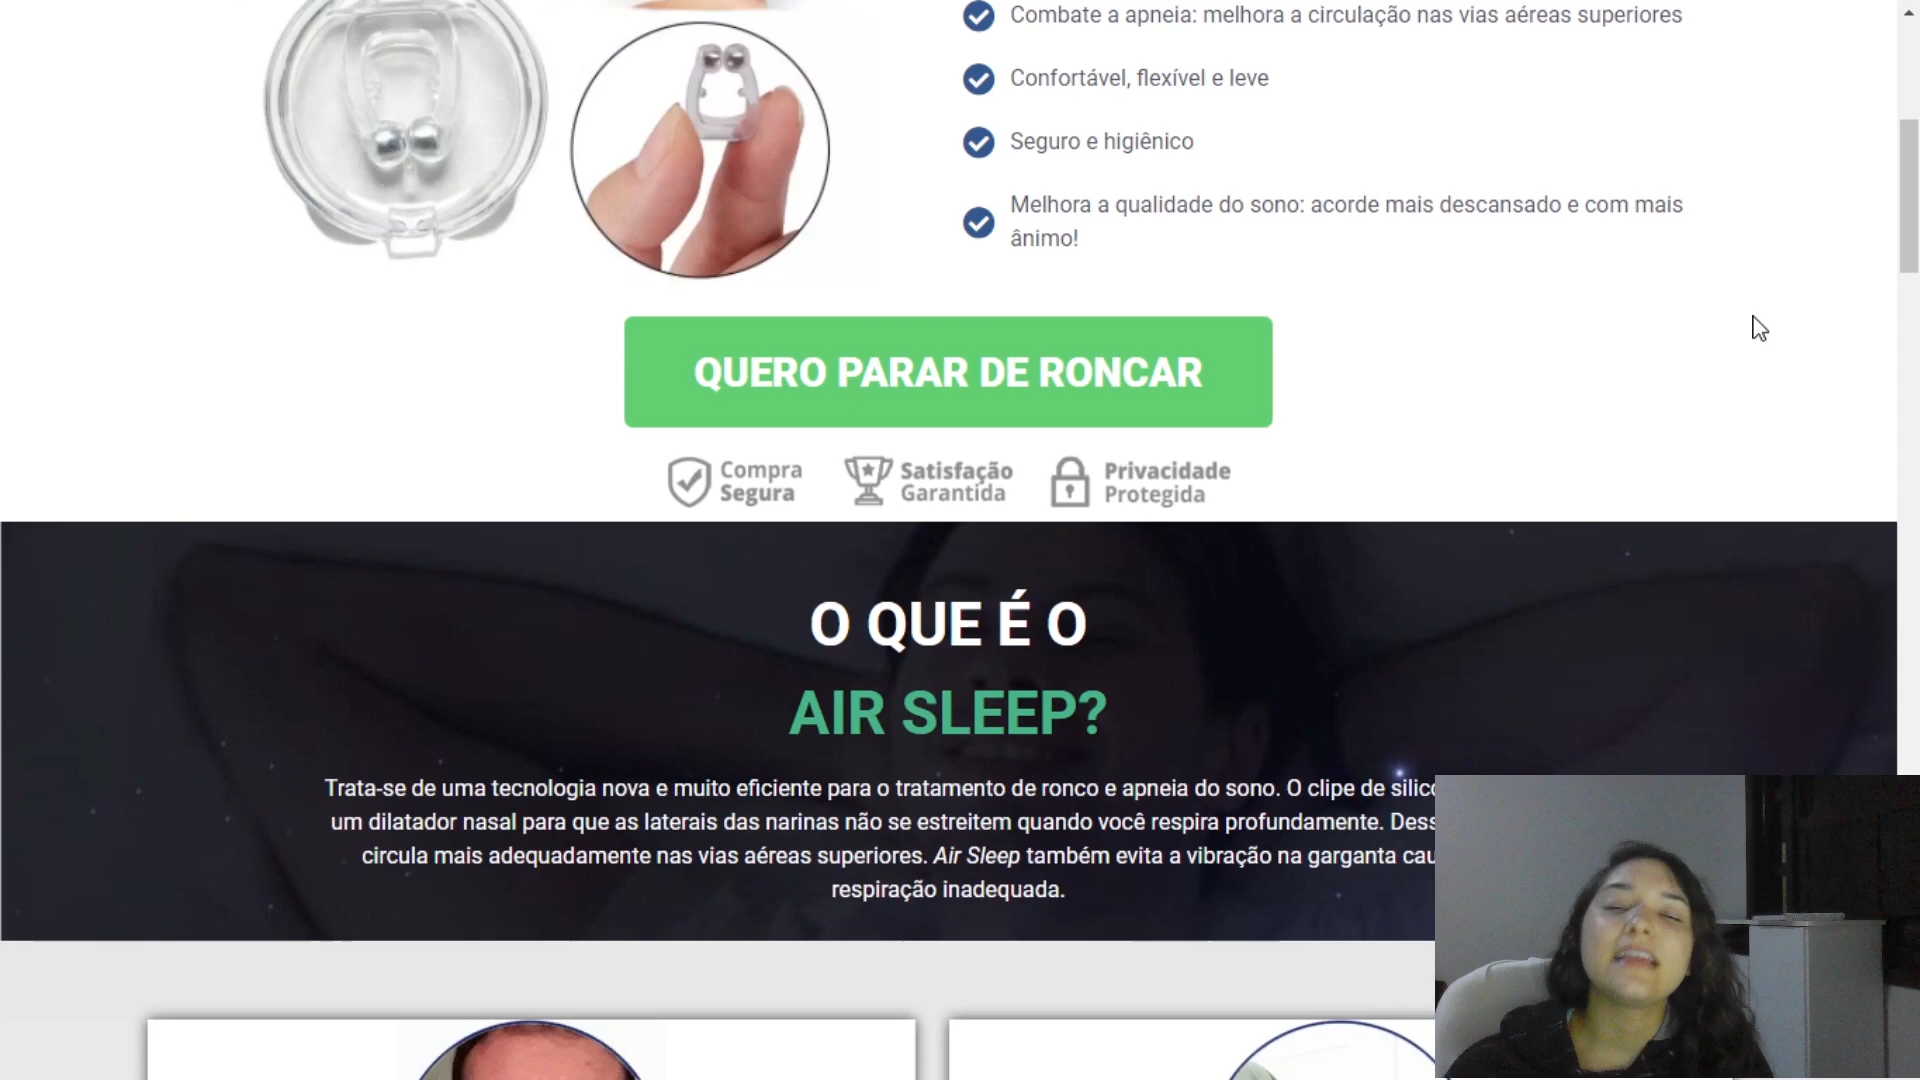 Combate a apneia: melhora a circulação nas vias aéreas superiores
Confortável, flexível e leve
Seguro e higiênico
Melhora a qualidade do sono: acorde mais descansado e com mais
ânimo!
QUERO PARAR DE RONCAR
Compra
Segura
Satisfação
Garantida
Privacidade
Protegida
O QUE É O
AIR SLEEP?
Trata-se de uma tecnologia nova e muito eficiente para o tratamento de ronco e apneia do sono. O clipe de
um dilatador nasal para que as laterais das narinas não se estreitem quando você respira profundamente.
circula mais adequadamente nas vias aéreas superiores. Air Sleep também evita a vibração na garganta
respiração inadequada.